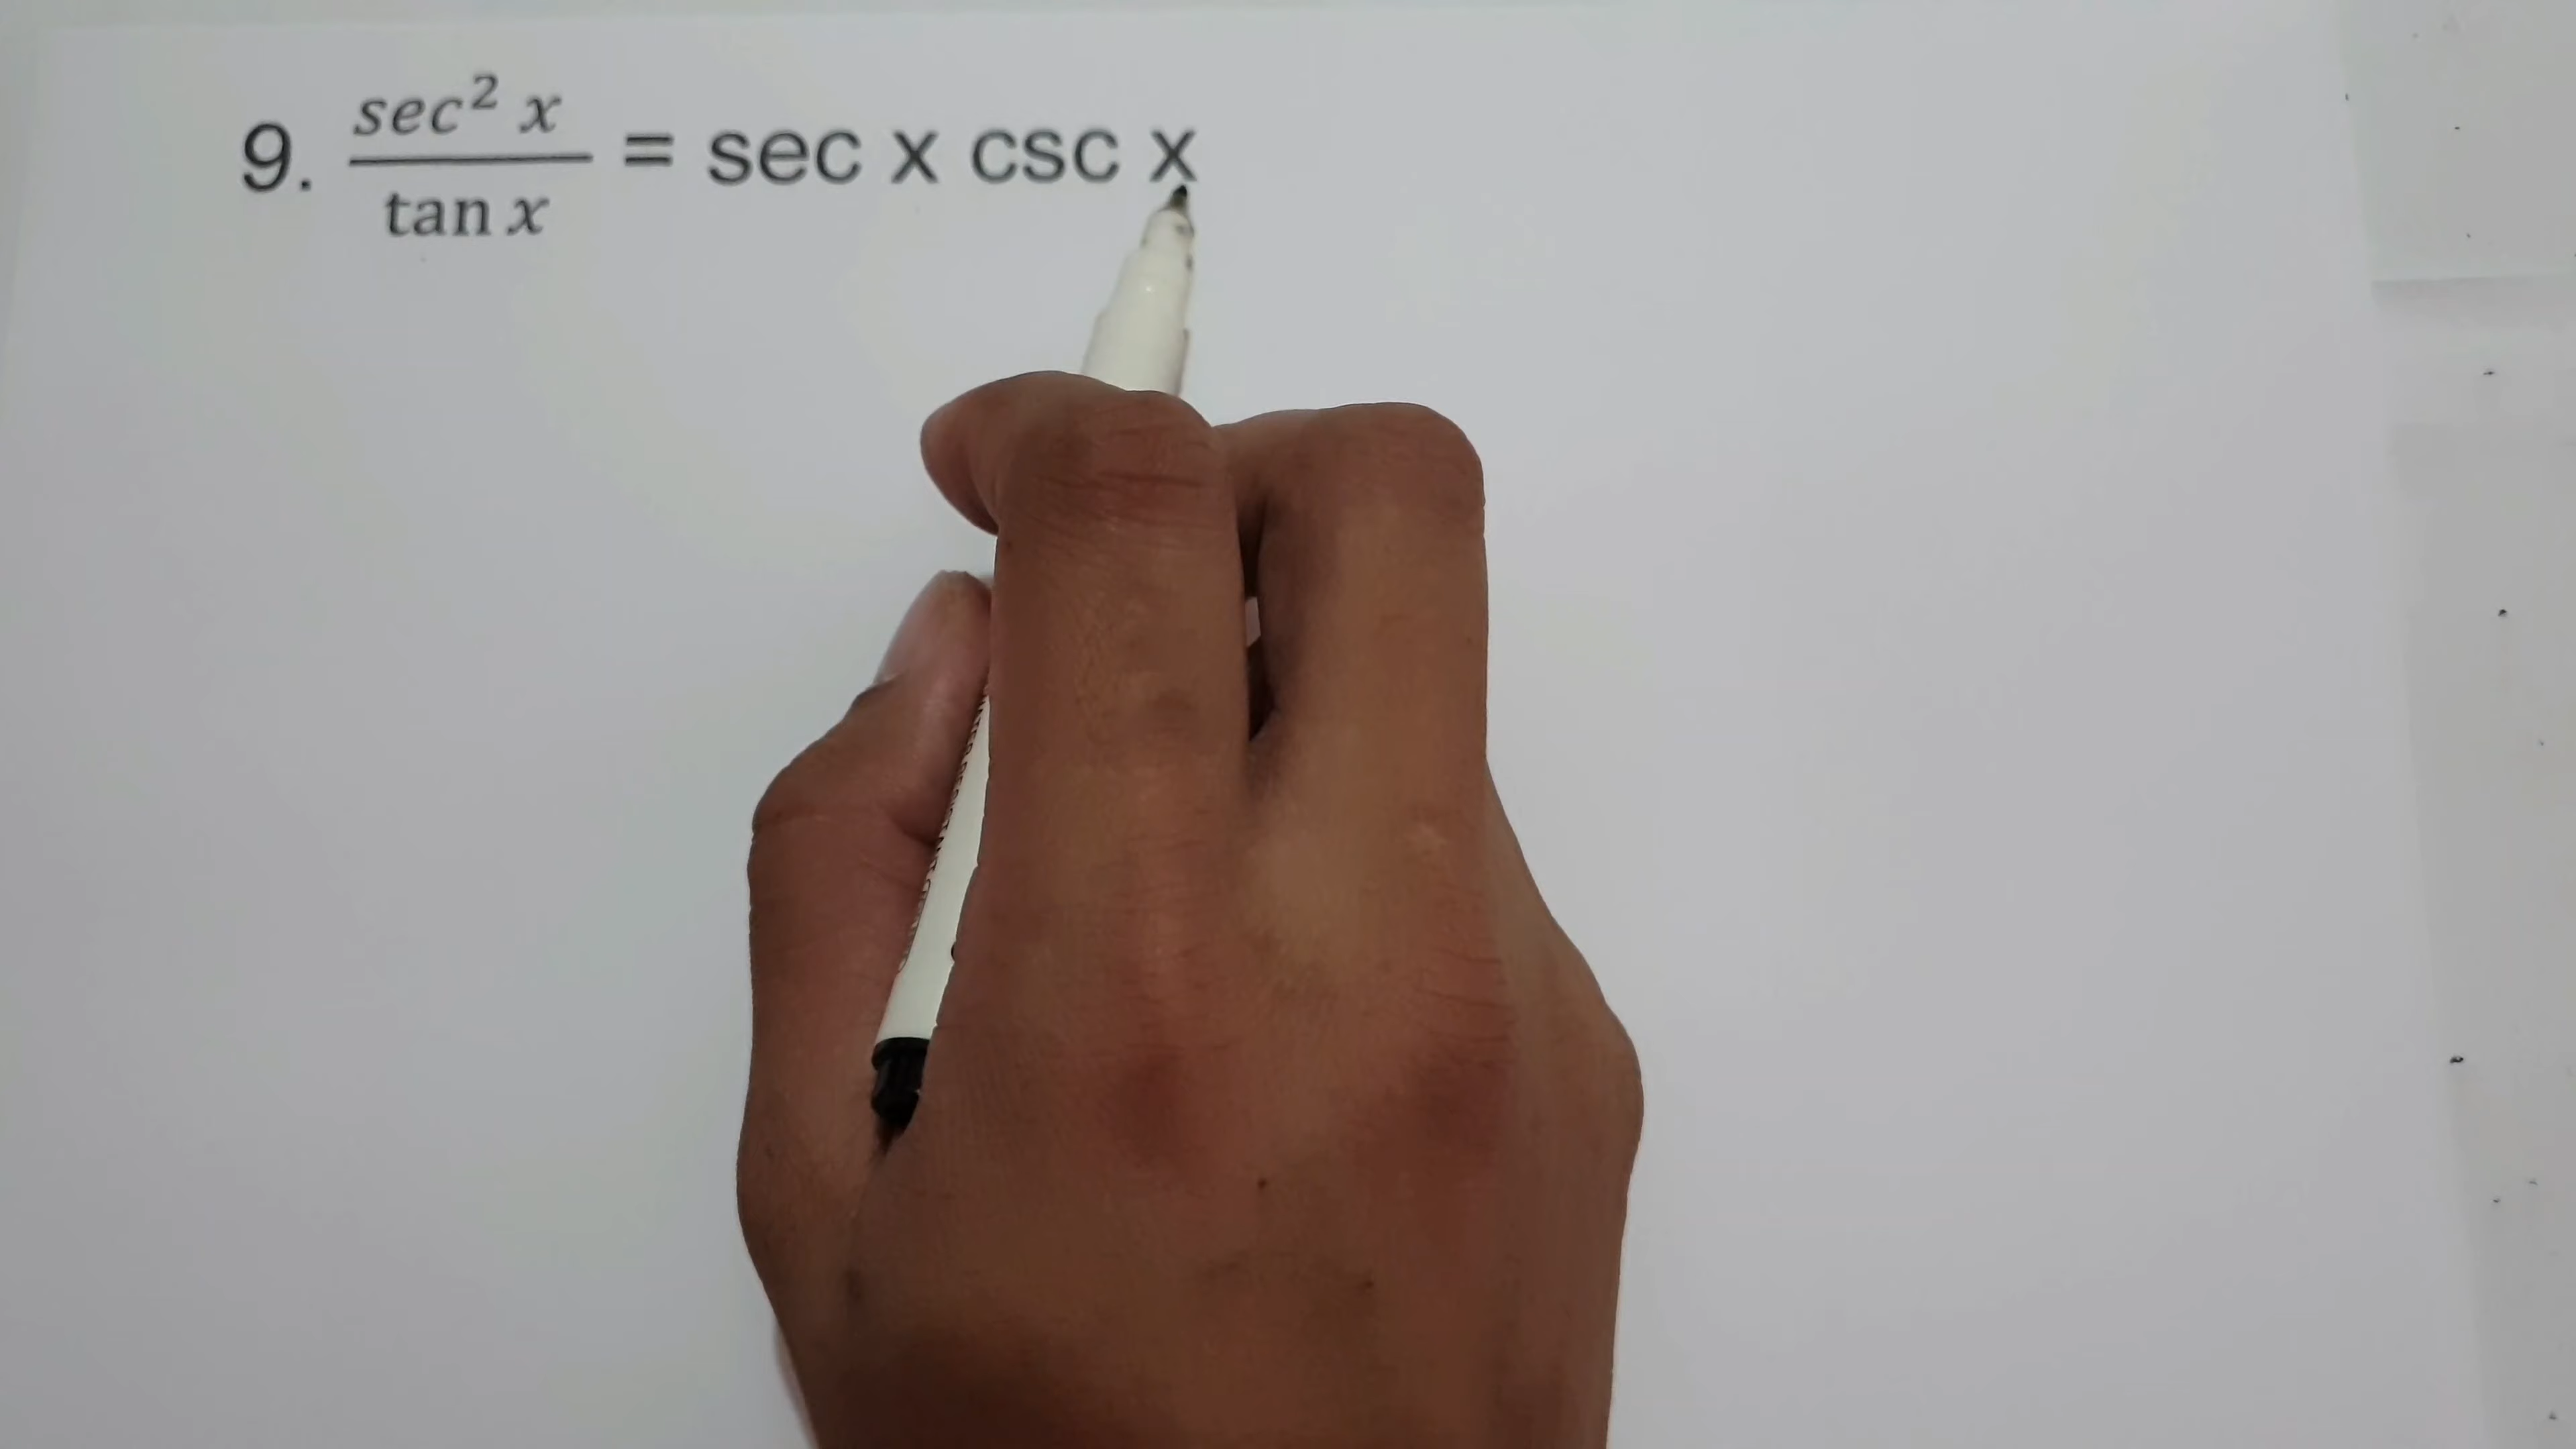 9. sec² x / tan x = sec x csc x